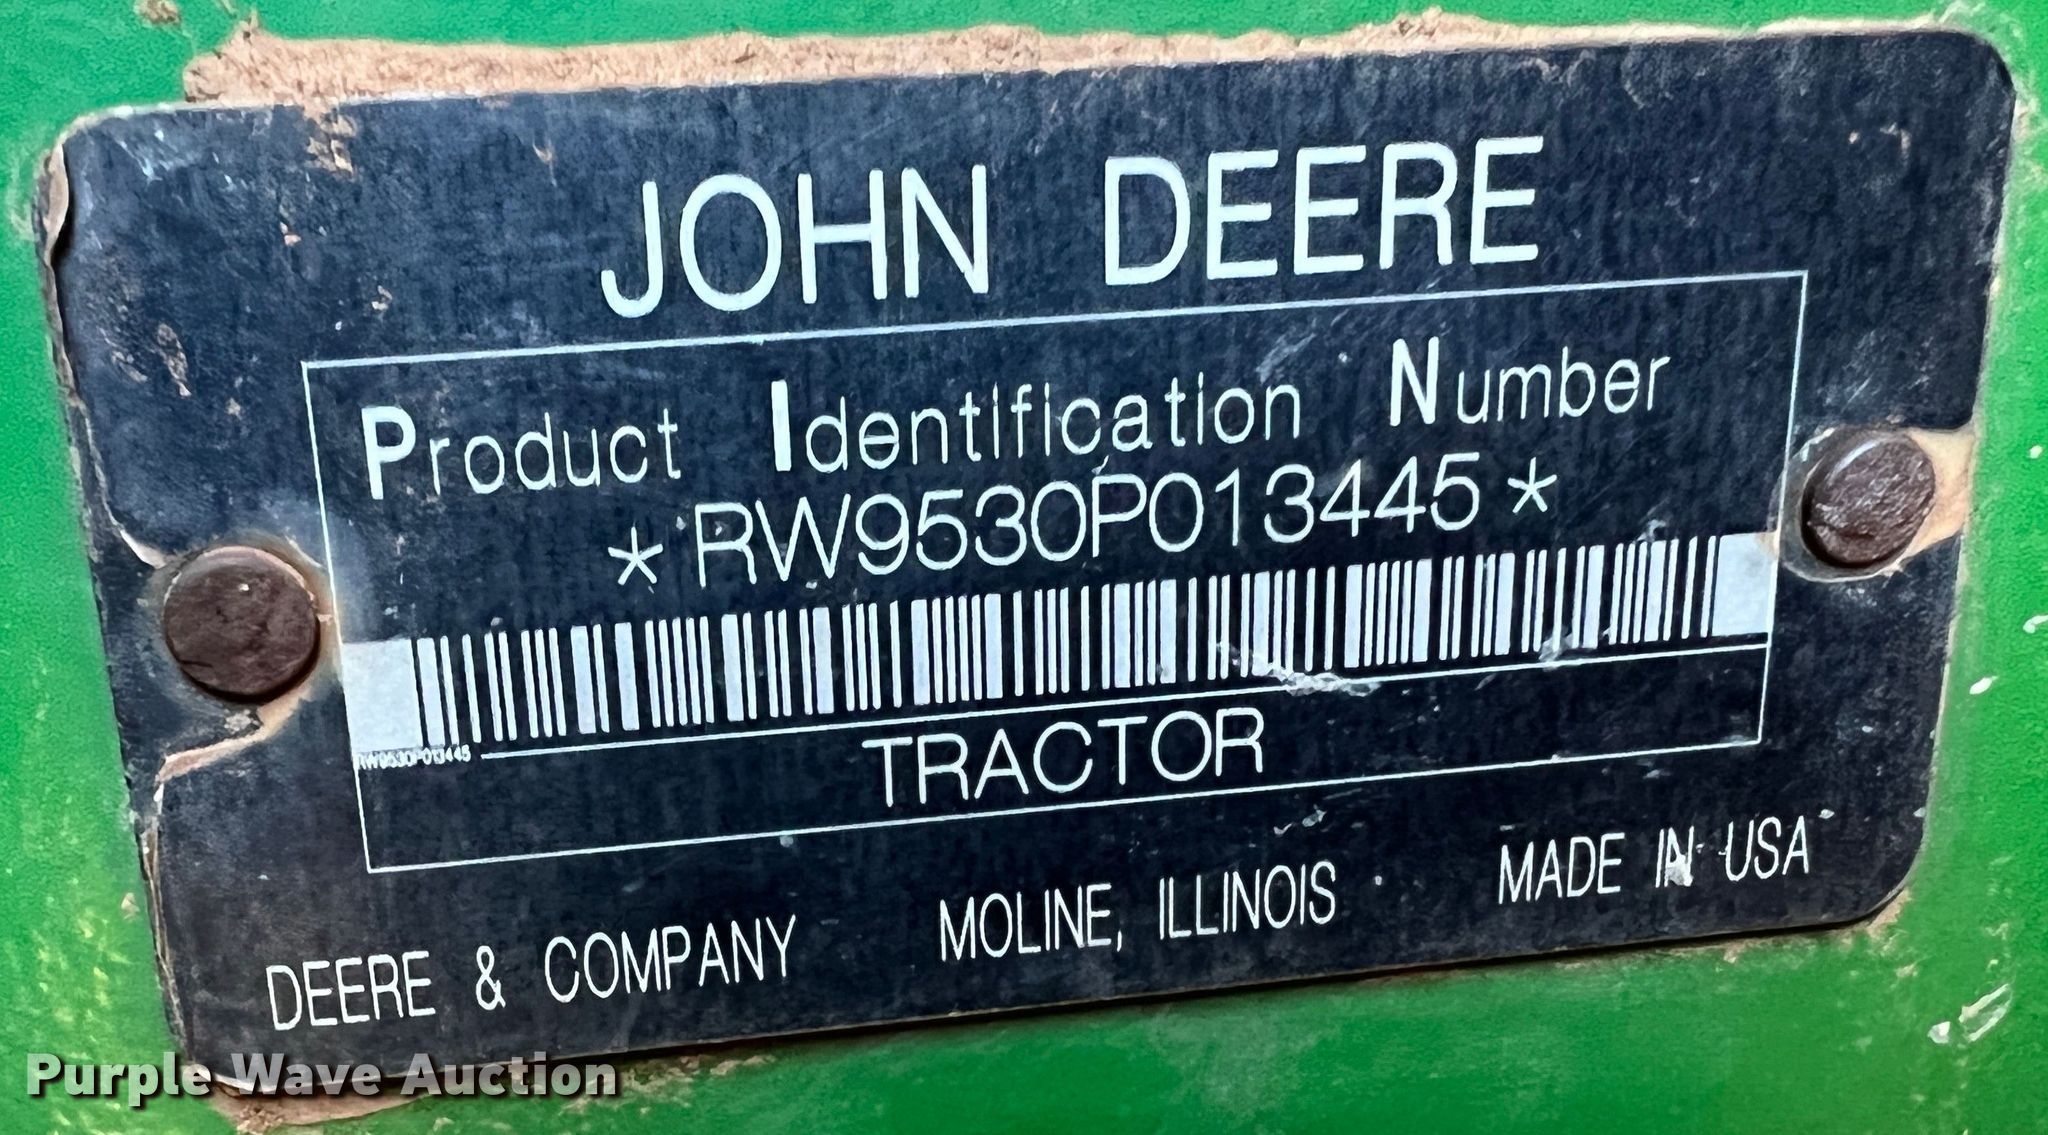 JOHN DEERE
Product Identification Number
*RW9530P013445*
RW9530P013445
TRACTOR
DEERE & COMPANY MOLINE, ILLINOIS MADE IN USA
Purple Wave Auction